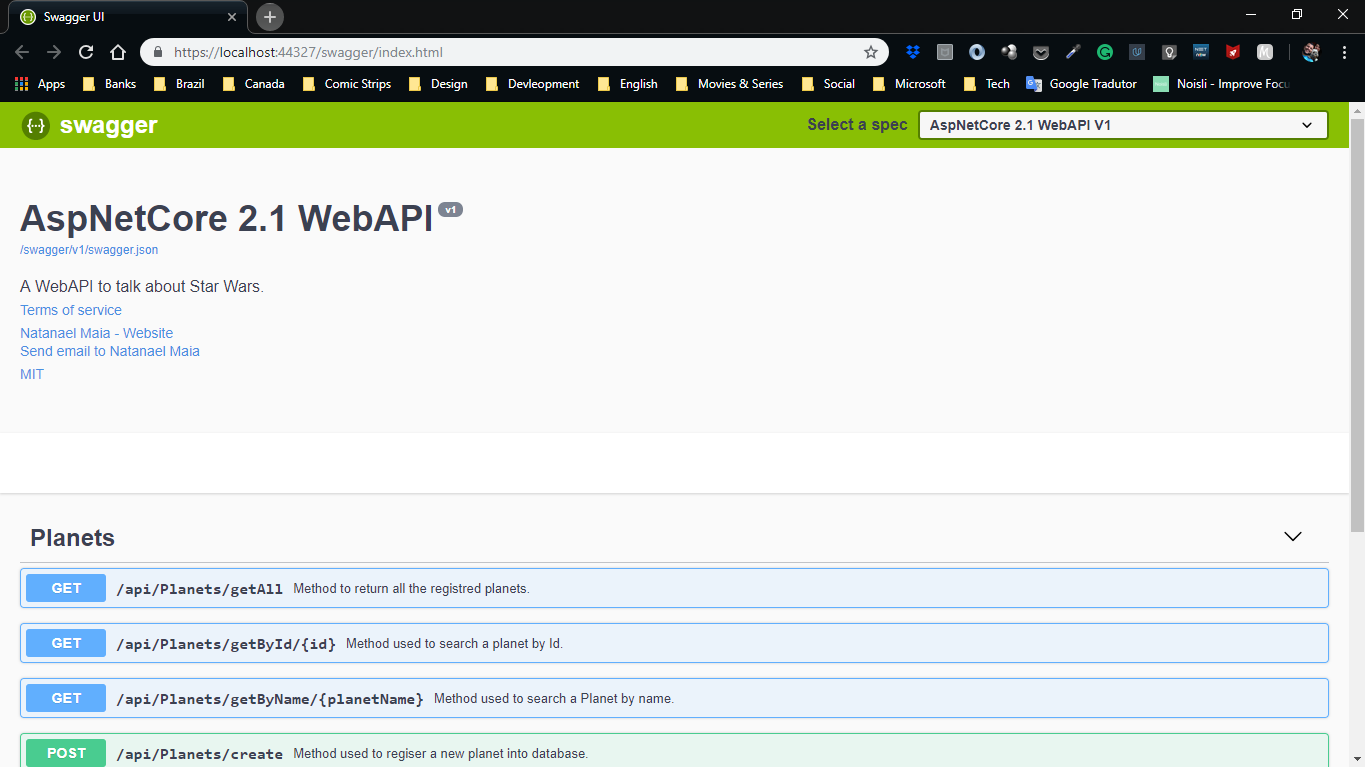 Swagger UI
https://localhost:44327/swagger/index.html
Apps Banks Brazil Canada Comic Strips Design Devleopment English Movies & Series Social Microsoft Tech Google Tradutor Noisli - Improve Focu
{··} swagger Select a spec AspNetCore 2.1 WebAPI V1
AspNetCore 2.1 WebAPI v1
/swagger/v1/swagger.json
A WebAPI to talk about Star Wars.
Terms of service
Natanael Maia - Website
Send email to Natanael Maia
MIT
Planets
GET /api/Planets/getAll Method to return all the registred planets.
GET /api/Planets/getById/{id} Method used to search a planet by Id.
GET /api/Planets/getByName/{planetName} Method used to search a Planet by name.
POST /api/Planets/create Method used to regiser a new planet into database.